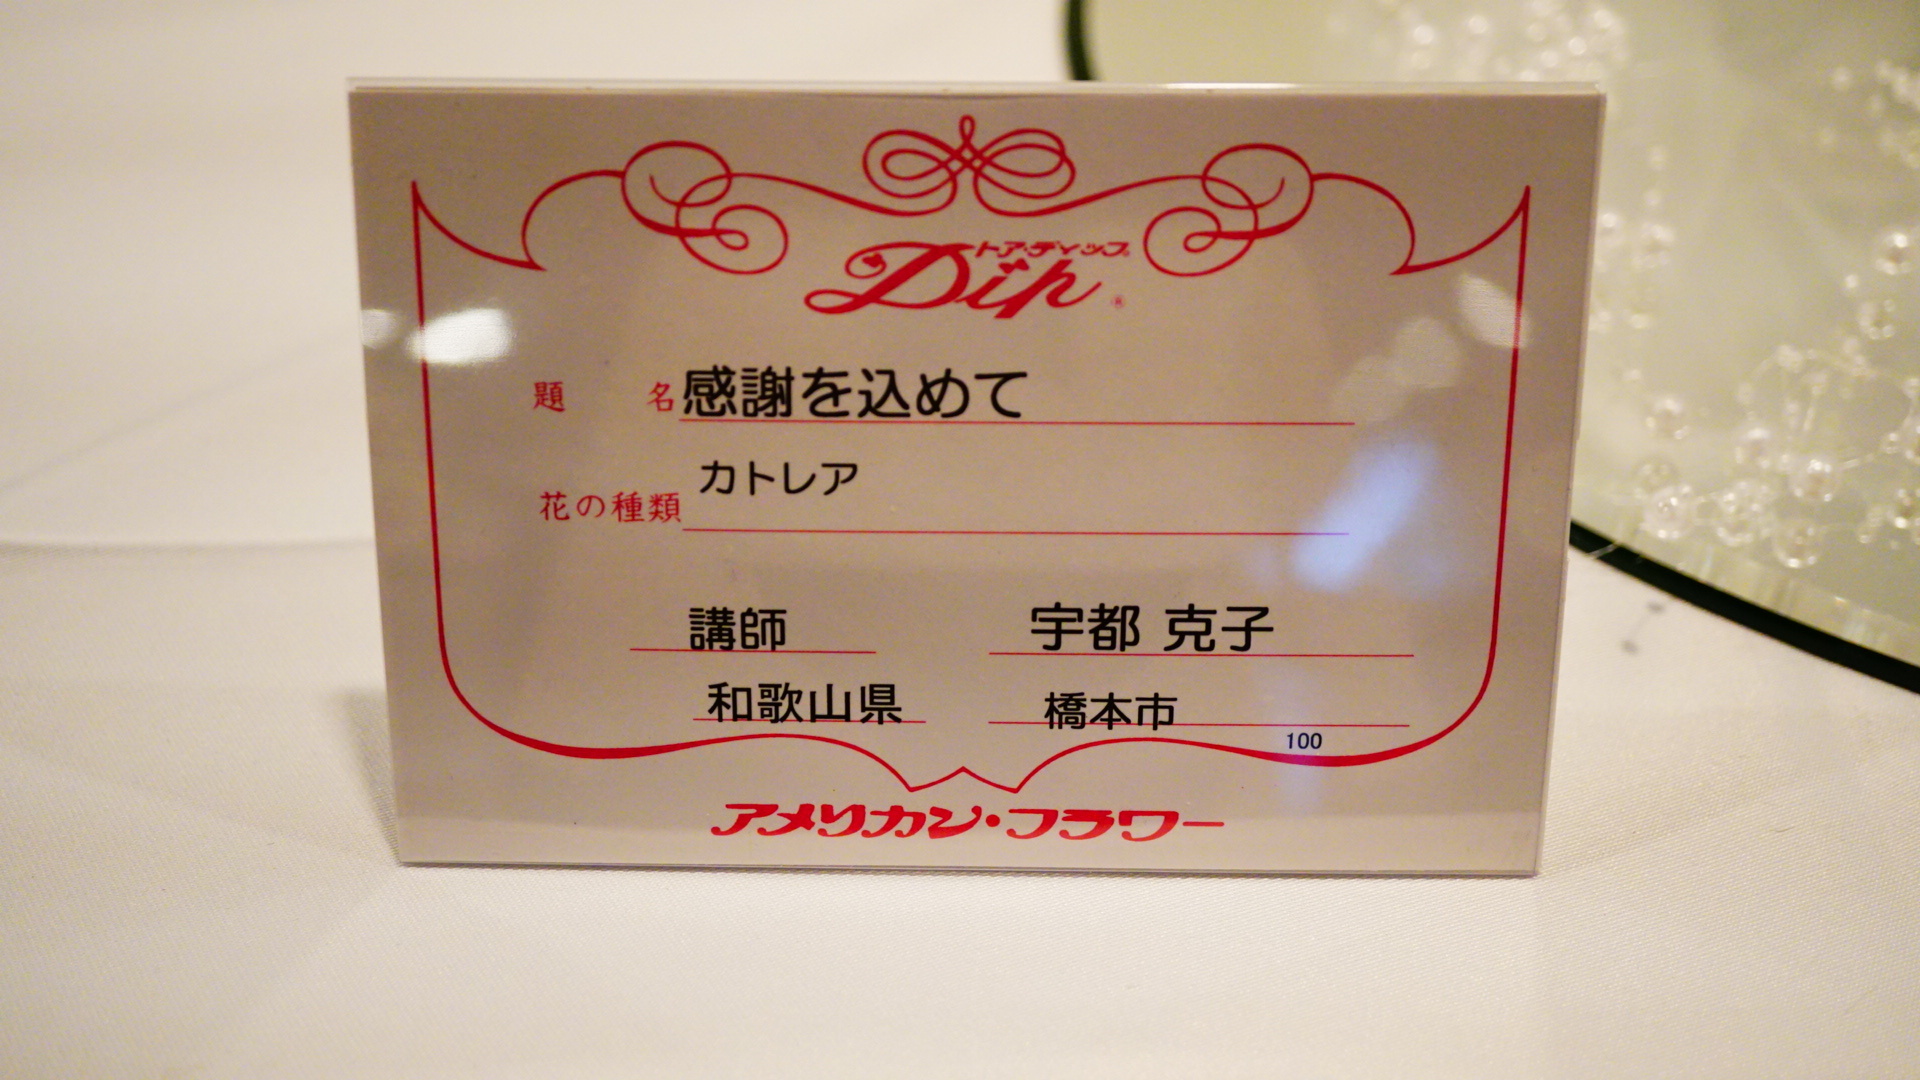 トア・ディップ®
Dip®
題 名 感謝を込めて
花の種類 カトレア
講師 宇都 克子
和歌山県 橋本市
100
アメリカン・フラワー